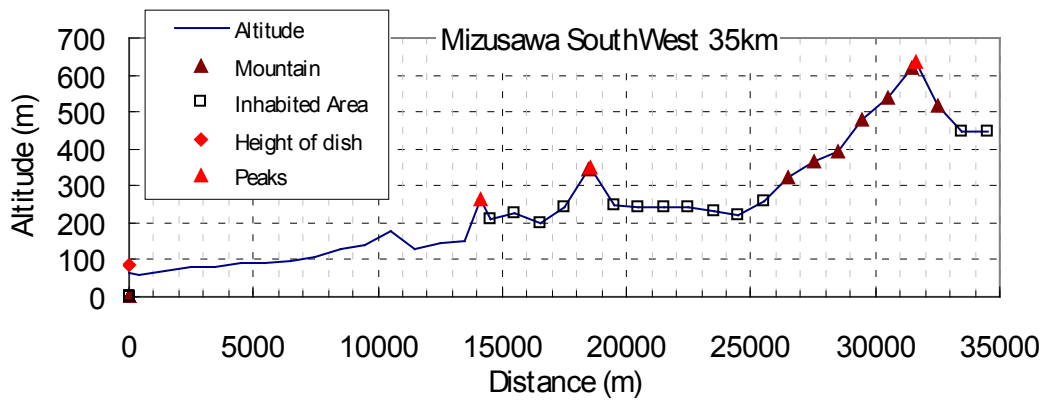 Mizusawa SouthWest 35km
Altitude
Mountain
Inhabited Area
Height of dish
Peaks
Altitude (m)
700
600
500
400
300
200
100
0
0 5000 10000 15000 20000 25000 30000 35000
Distance (m)